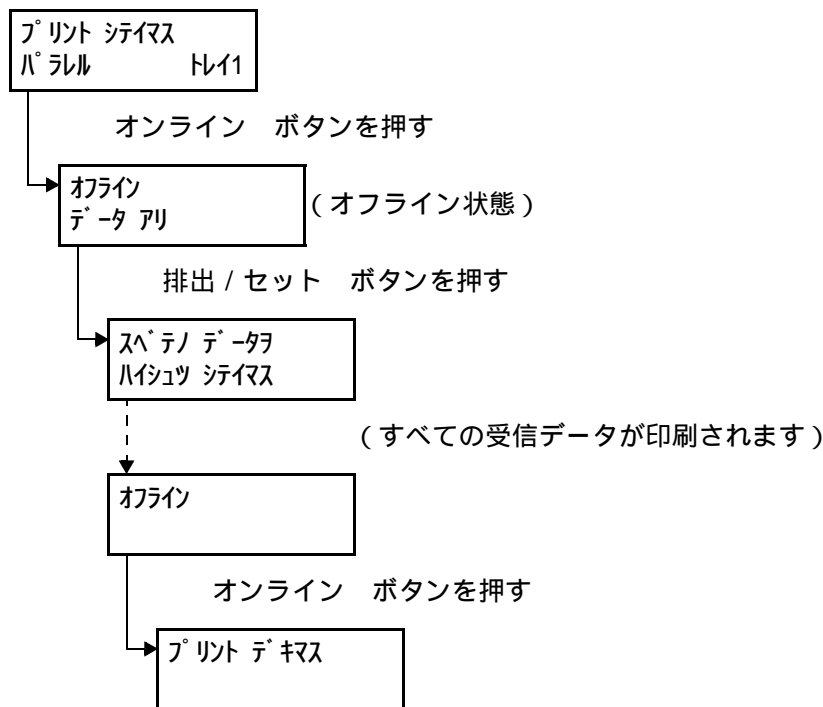 プリント シテイマス
パラレル トレイ1
オンライン ボタンを押す
オフライン
データ アリ
(オフライン状態)
排出/セット ボタンを押す
スベテノ データヲ
ハイシュツ シテイマス
(すべての受信データが印刷されます)
オフライン
オンライン ボタンを押す
プリント デキマス